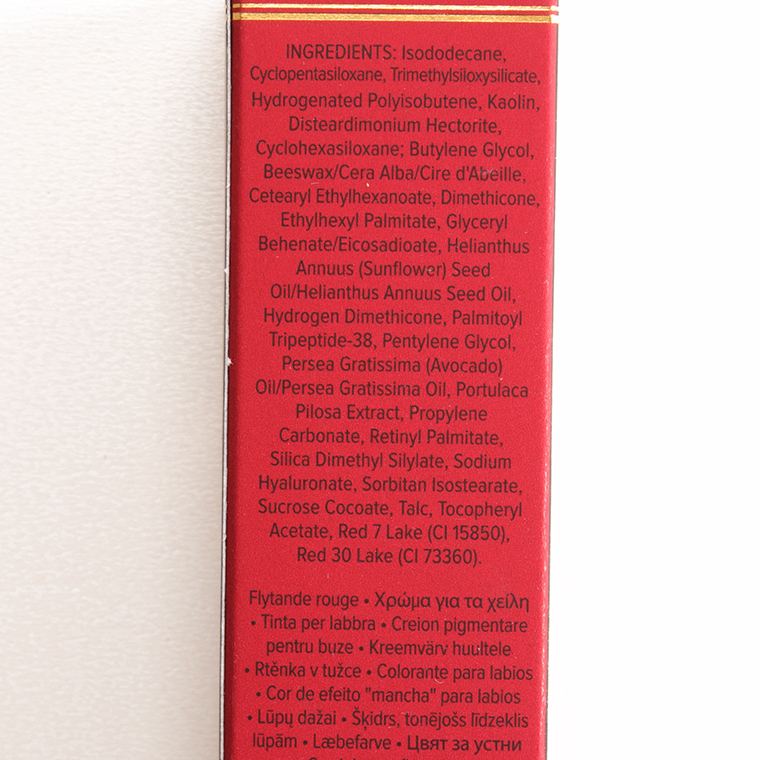 INGREDIENTS: Isododecane,
Cyclopentasiloxane, Trimethylsiloxysilicate,
Hydrogenated Polyisobutene, Kaolin,
Disteardimonium Hectorite,
Cyclohexasiloxane; Butylene Glycol,
Beeswax/Cera Alba/Cire d'Abeille,
Cetearyl Ethylhexanoate, Dimethicone,
Ethylhexyl Palmitate, Glyceryl
Behenate/Eicosadioate, Helianthus
Annuus (Sunflower) Seed
Oil/Helianthus Annuus Seed Oil,
Hydrogen Dimethicone, Palmitoyl
Tripeptide-38, Pentylene Glycol,
Persea Gratissima (Avocado)
Oil/Persea Gratissima Oil, Portulaca
Pilosa Extract, Propylene
Carbonate, Retinyl Palmitate,
Silica Dimethyl Silylate, Sodium
Hyaluronate, Sorbitan Isostearate,
Sucrose Cocoate, Talc, Tocopheryl
Acetate, Red 7 Lake (CI 15850),
Red 30 Lake (CI 73360).
Flytande rouge • Χρώμα για τα χείλη
• Tinta per labbra • Creion pigmentare
pentru buze • Kreemvärv huultele
• Rtěnka v tužce • Colorante para labios
• Cor de efeito "mancha" para labios
• Lūpų dažai • Šķidrs, tonējošs līdzeklis
lūpām • Læbefarve • Цвят за устни